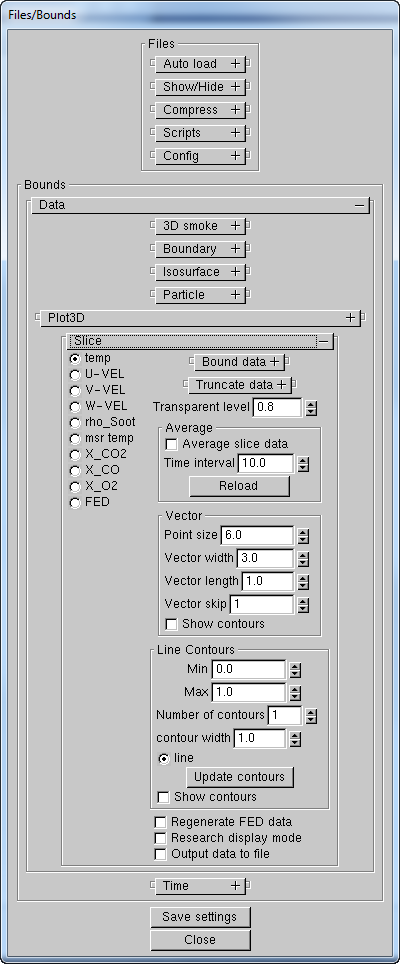 Files/Bounds
Files
Auto load +
Show/Hide +
Compress +
Scripts +
Config +
Bounds
Data −
3D smoke +
Boundary +
Isosurface +
Particle +
Plot3D +
Slice −
temp
U-VEL
V-VEL
W-VEL
rho_Soot
msr temp
X_CO2
X_CO
X_O2
FED
Bound data +
Truncate data +
Transparent level 0.8
Average
Average slice data
Time interval 10.0
Reload
Vector
Point size 6.0
Vector width 3.0
Vector length 1.0
Vector skip 1
Show contours
Line Contours
Min 0.0
Max 1.0
Number of contours 1
contour width 1.0
line
Update contours
Show contours
Regenerate FED data
Research display mode
Output data to file
Time +
Save settings
Close